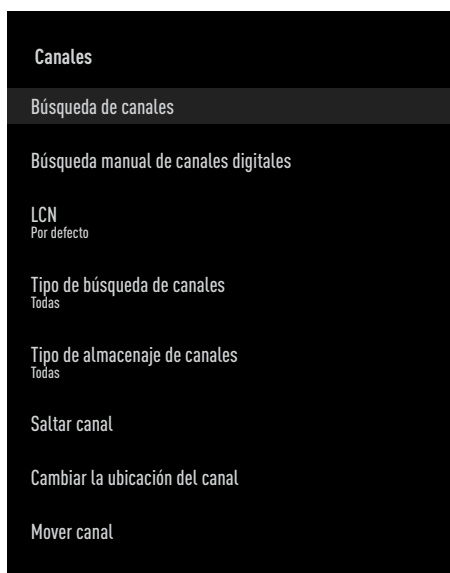 Canales
Búsqueda de canales
Búsqueda manual de canales digitales
LCN
Por defecto
Tipo de búsqueda de canales
Todas
Tipo de almacenaje de canales
Todas
Saltar canal
Cambiar la ubicación del canal
Mover canal